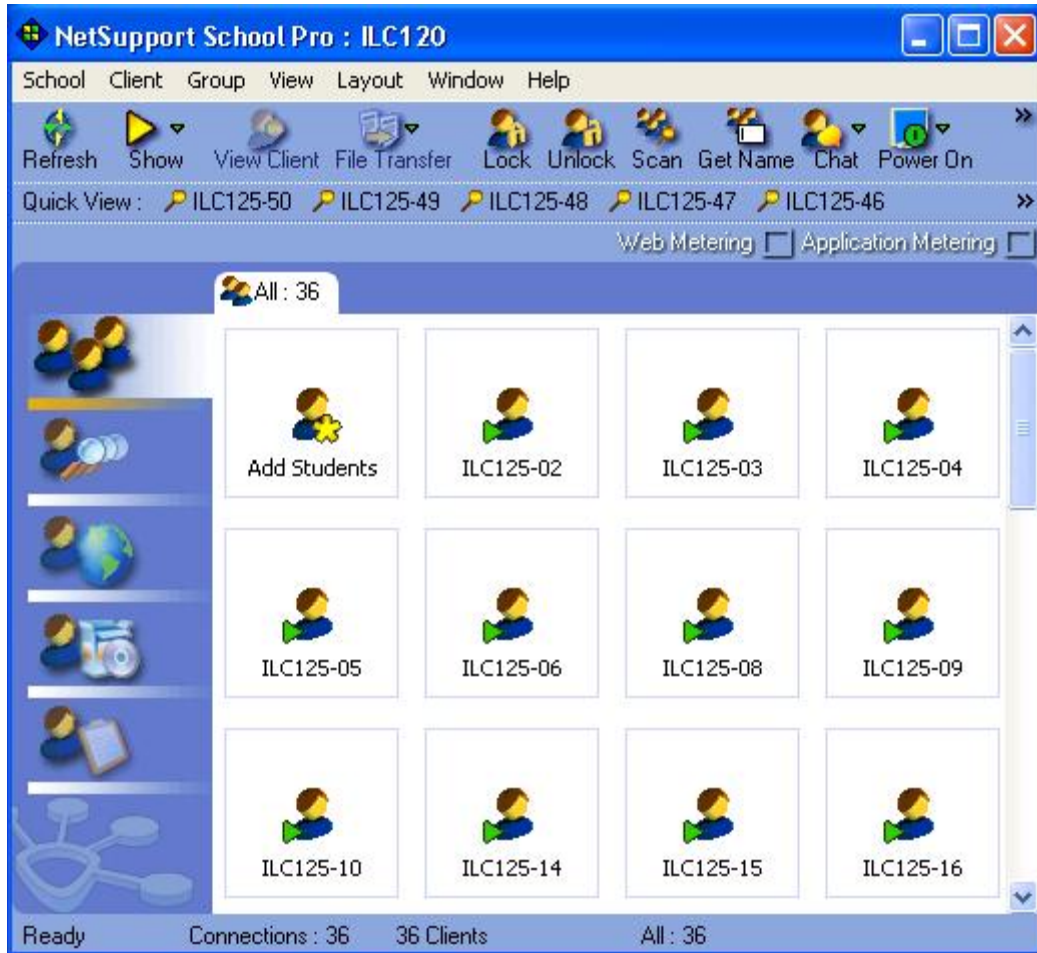 NetSupport School Pro : ILC120
School Client Group View Layout Window Help
Refresh Show View Client File Transfer Lock Unlock Scan Get Name Chat Power On »
Quick View : ILC125-50 ILC125-49 ILC125-48 ILC125-47 ILC125-46 »
Web Metering Application Metering
All : 36
Add Students ILC125-02 ILC125-03 ILC125-04
ILC125-05 ILC125-06 ILC125-08 ILC125-09
ILC125-10 ILC125-14 ILC125-15 ILC125-16
Ready Connections : 36 36 Clients All : 36